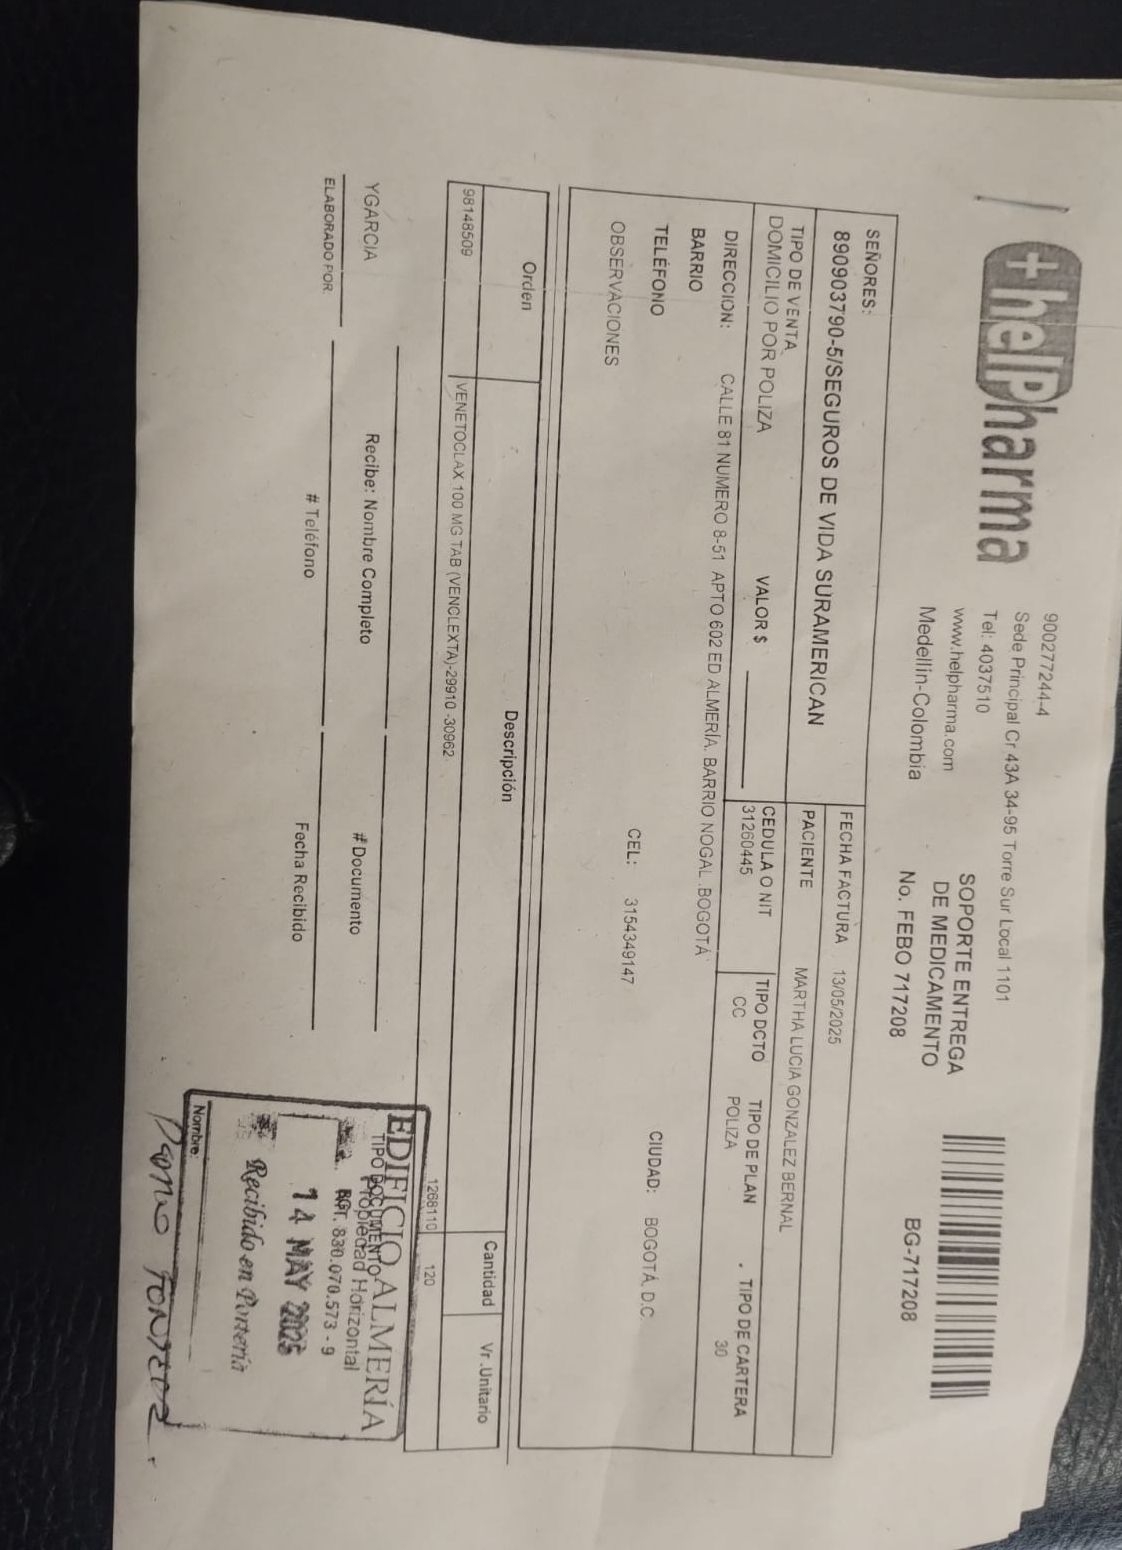 +helPharma
900277244-4
Sede Principal Cr 43A 34-95 Torre Sur Local 1101
Tel: 4037510
www.helpharma.com
Medellin-Colombia
SOPORTE ENTREGA
DE MEDICAMENTO
No. FEBO 717208
BG-717208
SEÑORES:
890903790-5/SEGUROS DE VIDA SURAMERICAN
FECHA FACTURA 13/05/2025
PACIENTE MARTHA LUCIA GONZALEZ BERNAL
TIPO DE VENTA
DOMICILIO POR POLIZA
VALOR $
CEDULA O NIT
31260445
TIPO DCTO
CC
TIPO DE PLAN
POLIZA
TIPO DE CARTERA
30
DIRECCION: CALLE 81 NUMERO 8-51 APTO 602 ED ALMERÍA. BARRIO NOGAL .BOGOTÁ
BARRIO
TELÉFONO CEL: 3154349147 CIUDAD: BOGOTÁ, D.C
OBSERVACIONES
Orden Descripción Cantidad Vr .Unitario
98148509 VENETOCLAX 100 MG TAB (VENCLEXTA)-29910 -30962 1268110 120
YGARCIA
ELABORADO POR
Recibe: Nombre Completo
# Documento
TIPO DOCUMENTO
# Teléfono
Fecha Recibido
EDIFICIO ALMERÍA
Propiedad Horizontal
NIT. 830.070.573 - 9
14 MAY 2025
Recibido en Portería
Nombre: